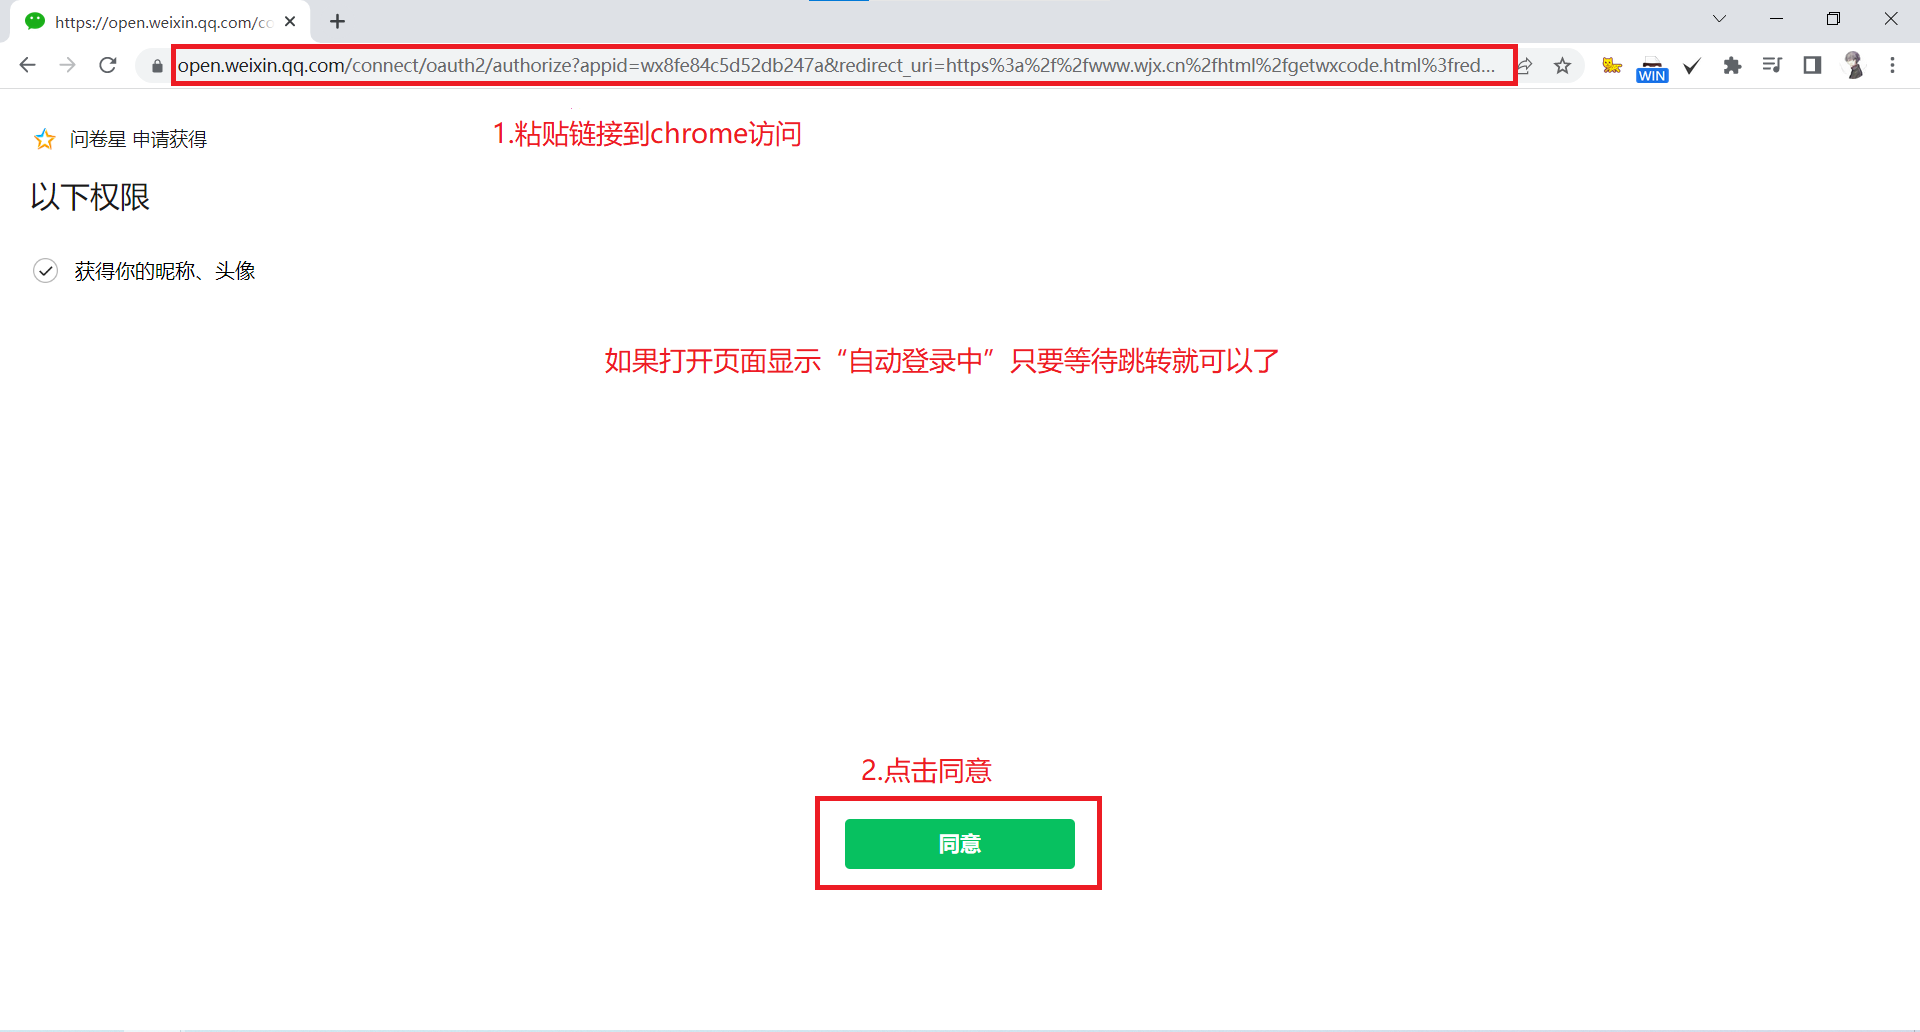 https://open.weixin.qq.com/co
open.weixin.qq.com/connect/oauth2/authorize?appid=wx8fe84c5d52db247a&redirect_uri=https%3a%2f%2fwww.wjx.cn%2fhtml%2fgetwxcode.html%3fred...
WIN
1.粘贴链接到chrome访问
问卷星 申请获得
以下权限
获得你的昵称、头像
如果打开页面显示“自动登录中”只要等待跳转就可以了
2.点击同意
同意